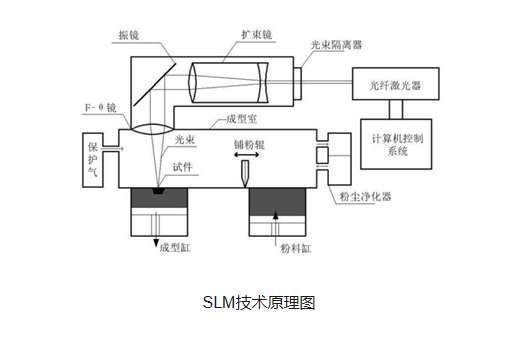 振镜
扩束镜
光束隔离器
光纤激光器
F-θ镜
成型室
计算机控制
系统
保护气
光束
铺粉辊
试件
粉尘净化器
成型缸
粉料缸
SLM技术原理图